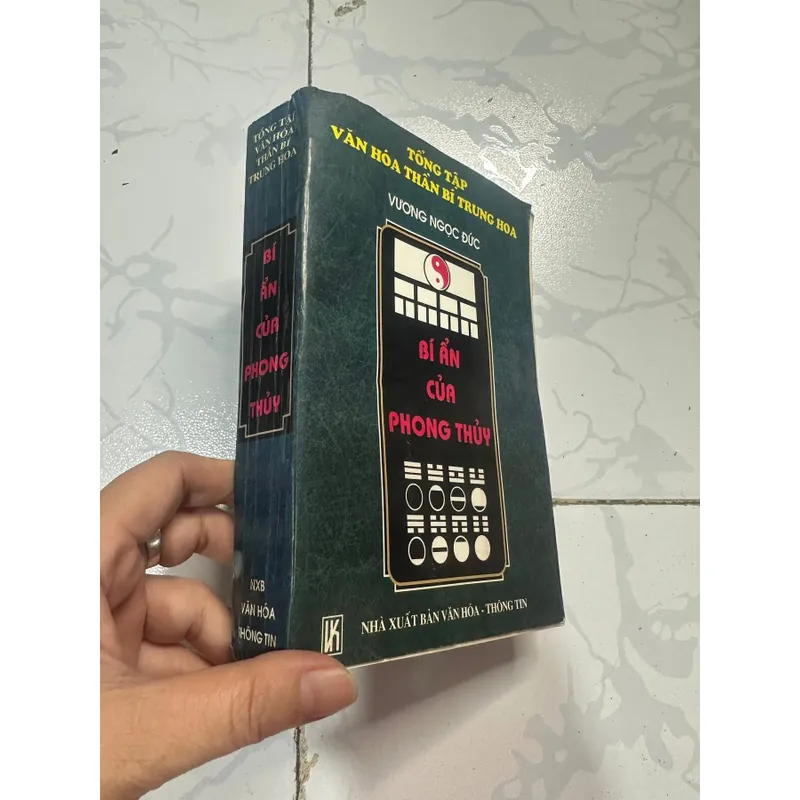 TỔNG TẬP
VĂN HÓA THẦN BÍ TRUNG HOA
VƯƠNG NGỌC ĐỨC
BÍ ẨN
CỦA
PHONG THỦY
NHÀ XUẤT BẢN VĂN HÓA - THÔNG TIN
TỔNG TẬP
VĂN HÓA
THẦN BÍ
TRUNG HOA
BÍ
ẨN
CỦA
PHONG
THỦY
NXB
VĂN HÓA
THÔNG TIN